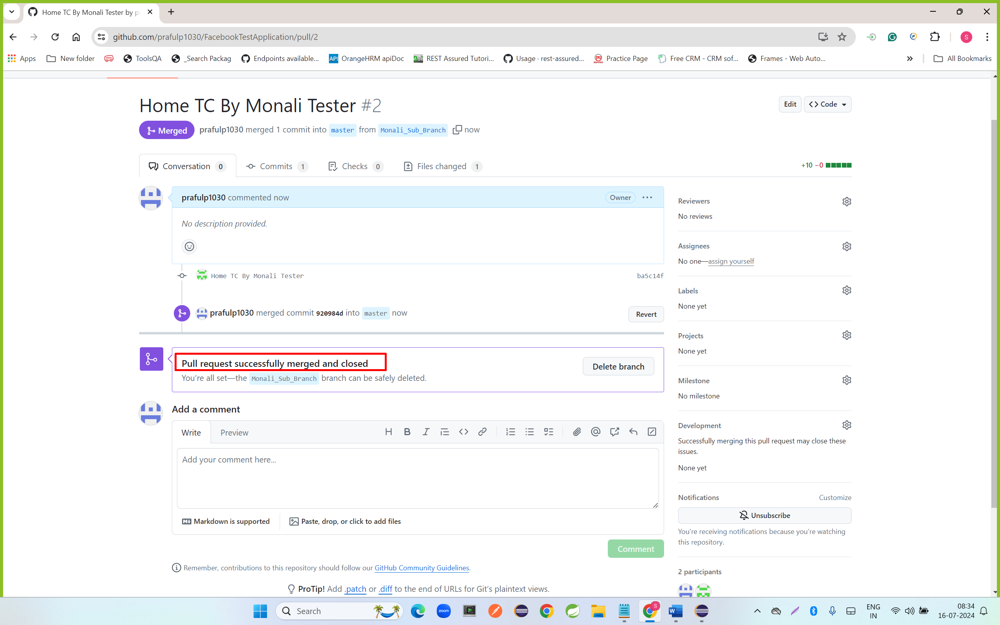 Home TC By Monali Tester by p
github.com/prafulp1030/FacebookTestApplication/pull/2
S
Apps
New folder
ToolsQA
_Search Packag
Endpoints available...
API
OrangeHRM apiDoc
REST Assured Tutori...
Usage · rest-assured...
Practice Page
Free CRM - CRM sof...
Frames - Web Auto...
»
All Bookmarks
Home TC By Monali Tester #2
Edit
Code
Merged
prafulp1030 merged 1 commit into master from Monali_Sub_Branch now
Conversation 0
Commits 1
Checks 0
Files changed 1
+10 −0
prafulp1030 commented now
Owner
No description provided.
Home TC By Monali Tester
ba5c14f
prafulp1030 merged commit 920984d into master now
Revert
Pull request successfully merged and closed
You’re all set—the Monali_Sub_Branch branch can be safely deleted.
Delete branch
Add a comment
Write
Preview
Add your comment here...
Markdown is supported
Paste, drop, or click to add files
Comment
Remember, contributions to this repository should follow our GitHub Community Guidelines.
ProTip! Add .patch or .diff to the end of URLs for Git’s plaintext views.
Reviewers
No reviews
Assignees
No one—assign yourself
Labels
None yet
Projects
None yet
Milestone
No milestone
Development
Successfully merging this pull request may close these
issues.
None yet
Notifications
Customize
Unsubscribe
You’re receiving notifications because you’re watching
this repository.
2 participants
Search
zoom
S
W
ENG
IN
08:34
16-07-2024